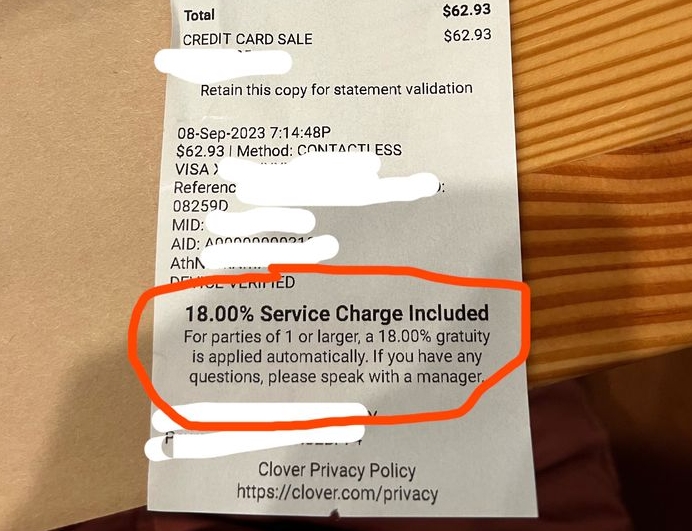 Total $62.93
CREDIT CARD SALE $62.93
Retain this copy for statement validation
08-Sep-2023 7:14:48P
$62.93 | Method: CONTACTLESS
VISA
08259D
MID:
AID:
DEVICE VERIFIED
18.00% Service Charge Included
For parties of 1 or larger, a 18.00% gratuity
is applied automatically. If you have any
questions, please speak with a manager.
Clover Privacy Policy
https://clover.com/privacy